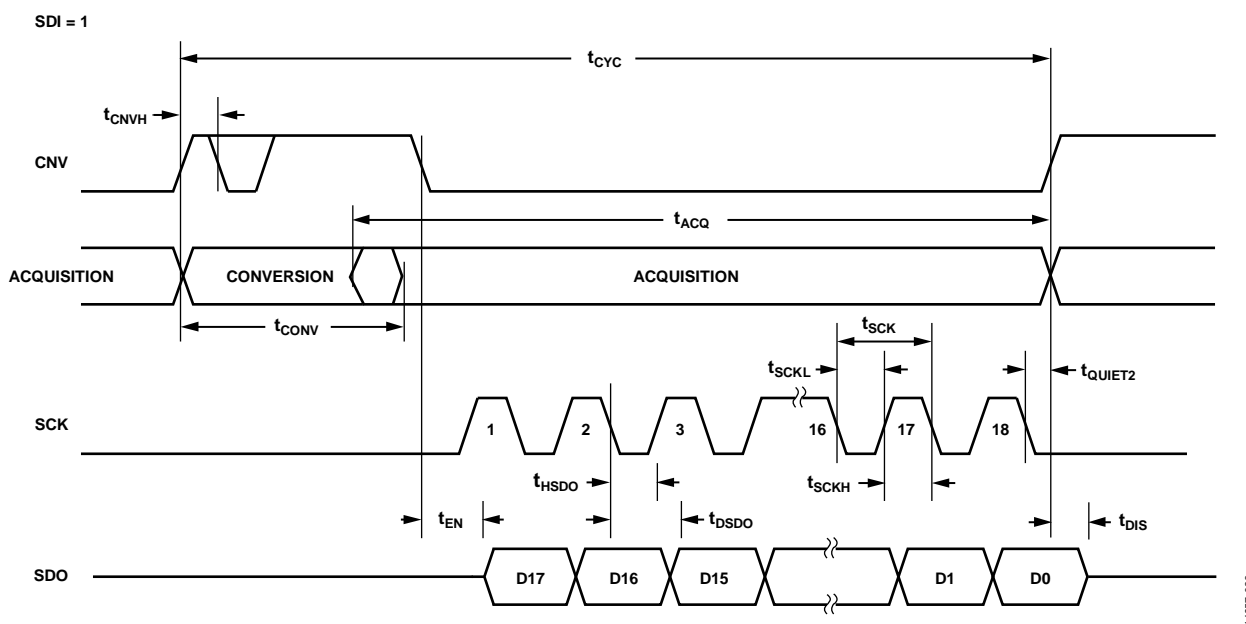 SDI = 1
tCYC
tCNVH
CNV
tACQ
ACQUISITION
CONVERSION
ACQUISITION
tCONV
tSCK
tSCKL
tQUIET2
SCK
1
2
3
16
17
18
tHSDO
tSCKH
tEN
tDSDO
tDIS
SDO
D17
D16
D15
D1
D0